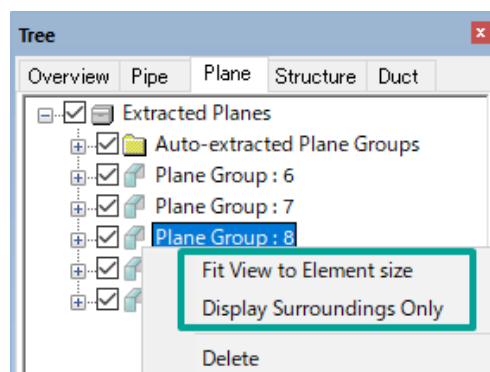 Tree
x
Overview Pipe Plane Structure Duct
Extracted Planes
Auto-extracted Plane Groups
Plane Group : 6
Plane Group : 7
Plane Group : 8
Fit View to Element size
Display Surroundings Only
Delete